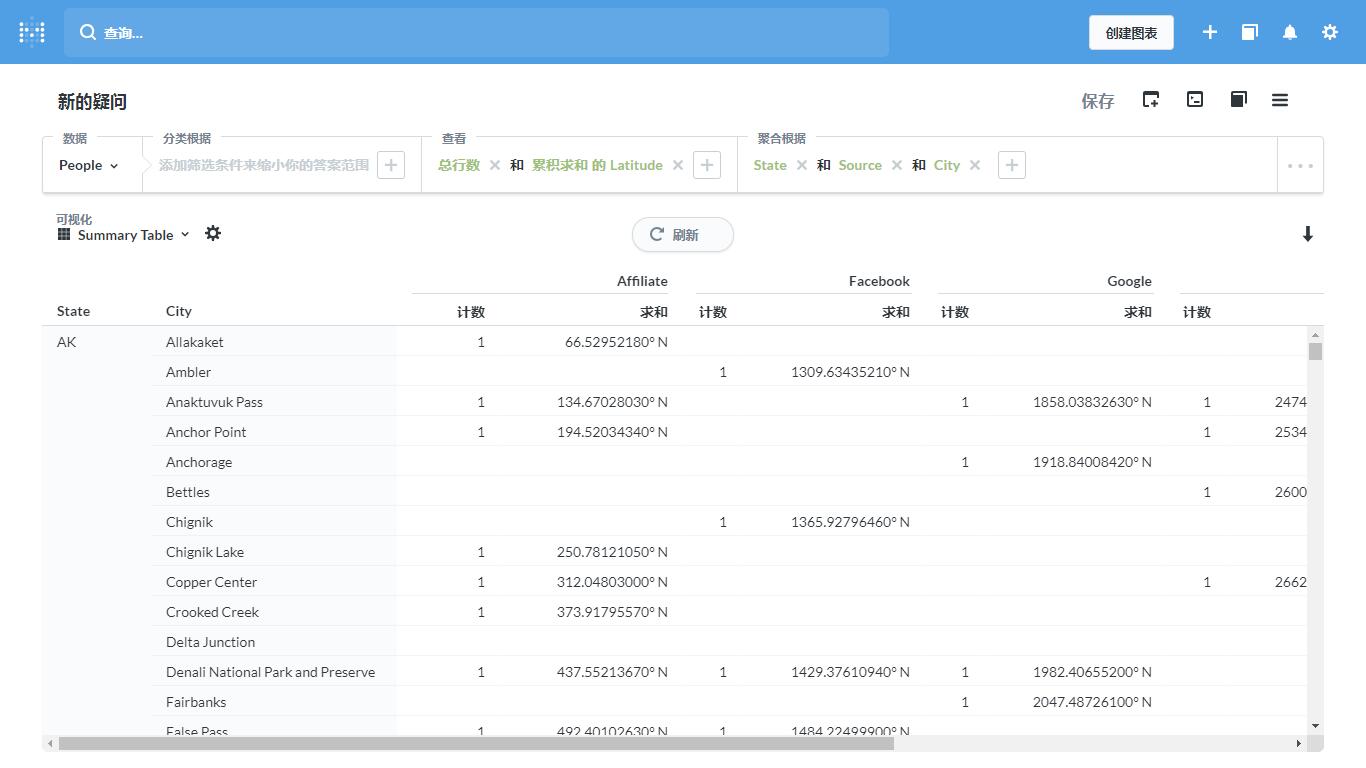 查询...
创建图表
新的疑问
保存
数据 分类根据 查看 聚合根据
People 添加筛选条件来缩小你的答案范围 总行数 和 累积求和 的 Latitude State 和 Source 和 City
可视化
Summary Table
刷新
Affiliate Facebook Google
State City 计数 求和 计数 求和 计数 求和 计数
AK Allakaket 1 66.52952180° N
Ambler 1 1309.63435210° N
Anaktuvuk Pass 1 134.67028030° N 1 1858.03832630° N 1 2474
Anchor Point 1 194.52034340° N 1 2534
Anchorage 1 1918.84008420° N
Bettles 1 2600
Chignik 1 1365.92796460° N
Chignik Lake 1 250.78121050° N
Copper Center 1 312.04803000° N 1 2662
Crooked Creek 1 373.91795570° N
Delta Junction
Denali National Park and Preserve 1 437.55213670° N 1 1429.37610940° N 1 1982.40655200° N
Fairbanks 1 2047.48726100° N
False Pass 1 492.40102630° N 1 1484.22499900° N